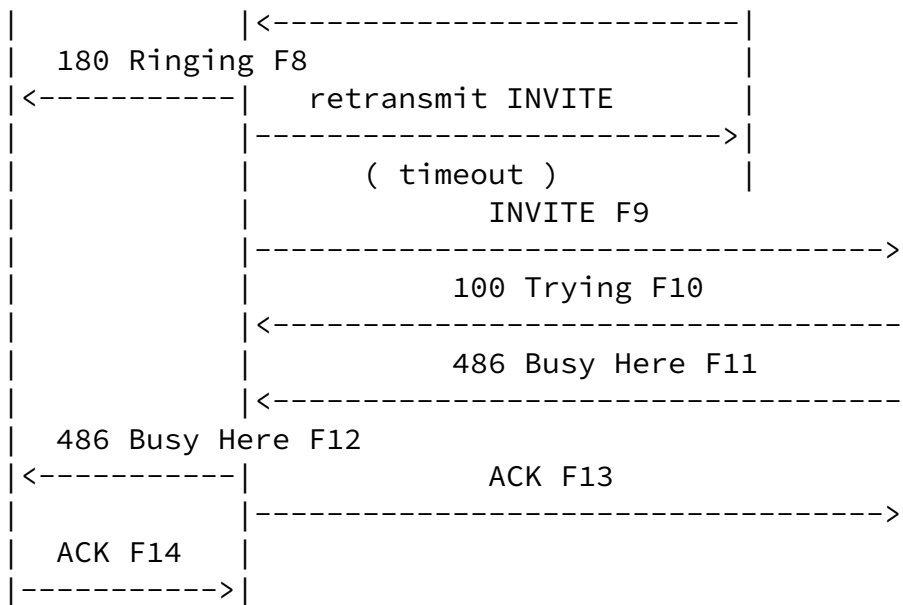 |            |<--------------------------|
|  180 Ringing F8                        |
|<-----------|   retransmit INVITE       |
|            |-------------------------->|
|            |      ( timeout )          |
|            |             INVITE F9
|            |----------------------------------->
|            |           100 Trying F10
|            |<-----------------------------------
|            |           486 Busy Here F11
|            |<-----------------------------------
|  486 Busy Here F12
|<-----------|             ACK F13
|            |----------------------------------->
|  ACK F14   |
|----------->|